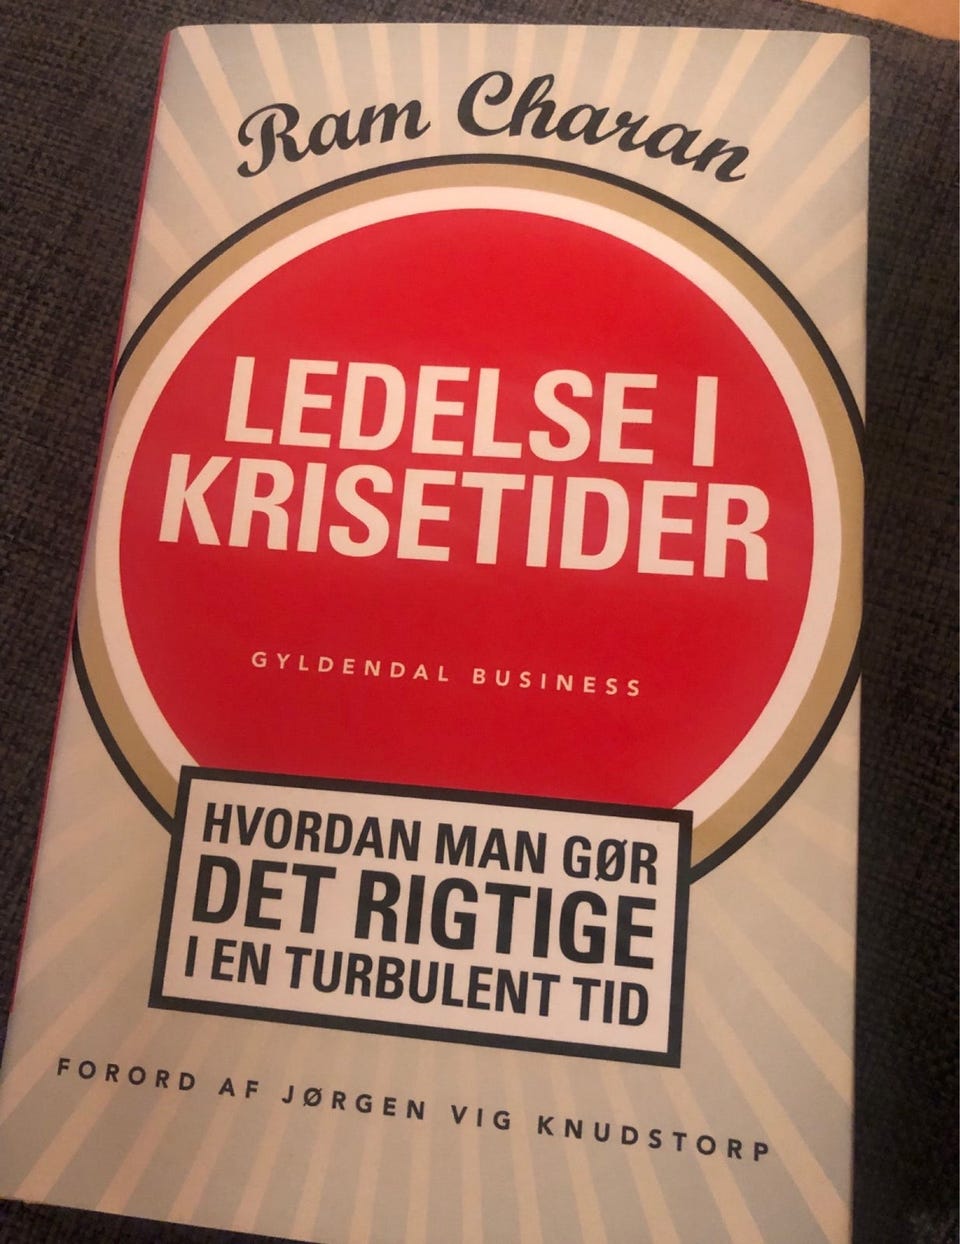 Ram Charan
LEDELSE I
KRISETIDER
GYLDENDAL BUSINESS
HVORDAN MAN GØR
DET RIGTIGE
I EN TURBULENT TID
FORORD AF JØRGEN VIG KNUDSTORP